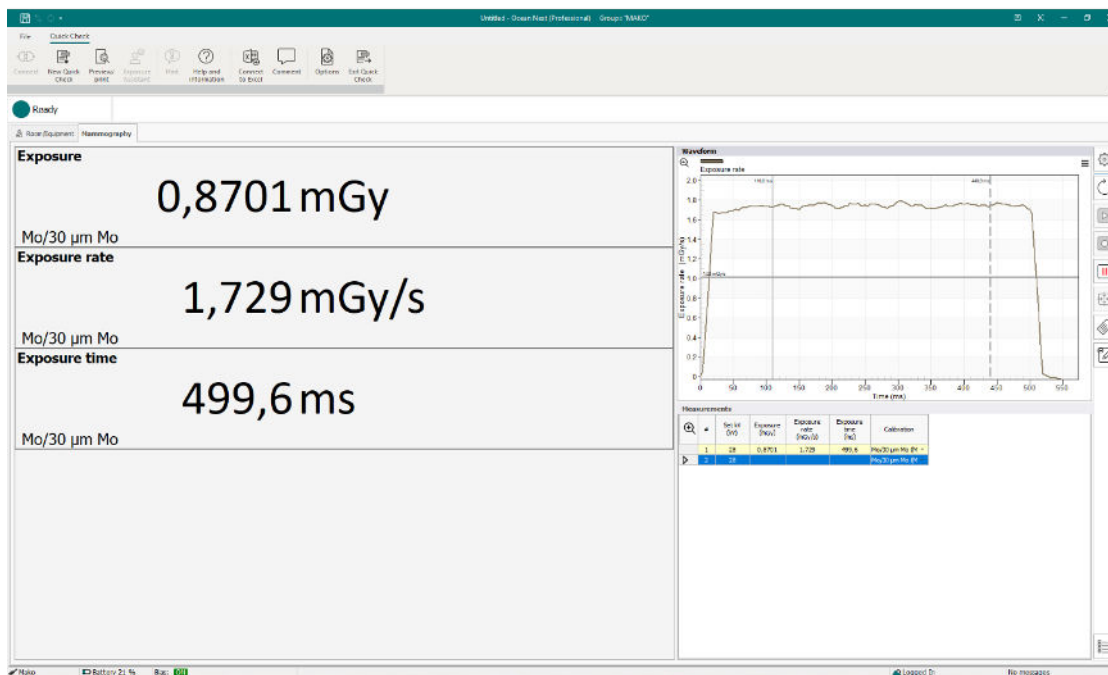 Untitled - Ocean Next (Professional) Groups "MAKO"
File Quick Check
Connect New Quick Check Preview/ print Exposure Assistant Print Help and information Connect to Excel Comment Options Exit Quick Check
Ready
Room/Equipment Mammography
Exposure
0,8701 mGy
Mo/30 µm Mo
Exposure rate
1,729 mGy/s
Mo/30 µm Mo
Exposure time
499,6 ms
Mo/30 µm Mo
Waveform
Exposure rate
Exposure rate (mGy/s)
2.0
1.8
1.6
1.4
1.2
1.0
0.8
0.6
0.4
0.2
0
0 50 100 150 200 250 300 350 400 450 500 550
Time (ms)
Measurements
# Set kV (kV) Exposure (mGy) Exposure rate (mGy/s) Exposure time (ms) Calibration
1 28 0,8701 1,729 499,6 Mo/30 µm Mo (M
2 28 Mo/30 µm Mo (M
Mako Battery 21 % Bias: Off Logged In No messages